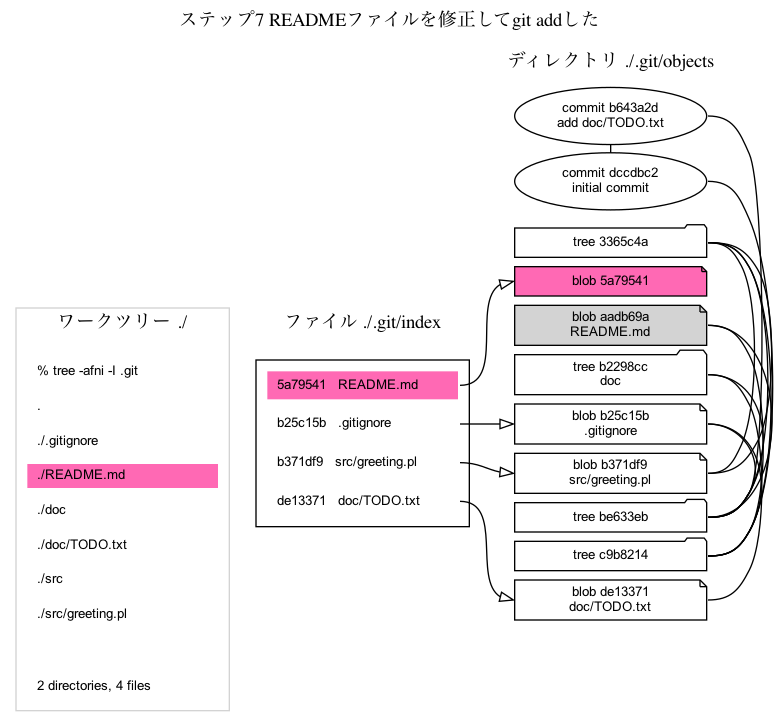 ステップ7 READMEファイルを修正してgit addした
ディレクトリ ./.git/objects
commit b643a2d
add doc/TODO.txt
commit dccdbc2
initial commit
tree 3365c4a
blob 5a79541
blob aadb69a
README.md
tree b2298cc
doc
blob b25c15b
.gitignore
blob b371df9
src/greeting.pl
tree be633eb
tree c9b8214
blob de13371
doc/TODO.txt
ファイル ./.git/index
5a79541 README.md
b25c15b .gitignore
b371df9 src/greeting.pl
de13371 doc/TODO.txt
ワークツリー ./
% tree -afni -I .git
.
./.gitignore
./README.md
./doc
./doc/TODO.txt
./src
./src/greeting.pl
2 directories, 4 files